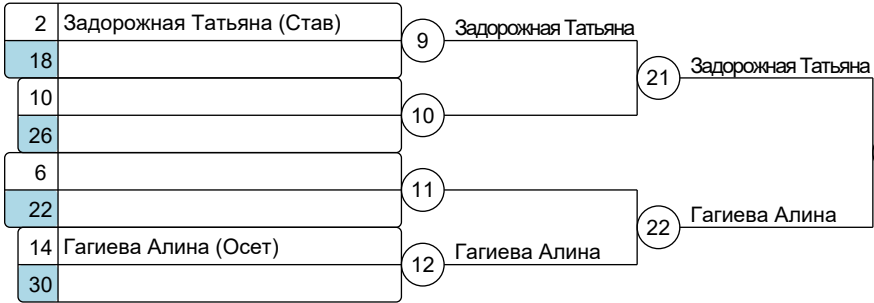 2 Задорожная Татьяна (Став)
18
10
26
6
22
14 Гагиева Алина (Осет)
30
9 Задорожная Татьяна
10
11
12 Гагиева Алина
21 Задорожная Татьяна
22 Гагиева Алина